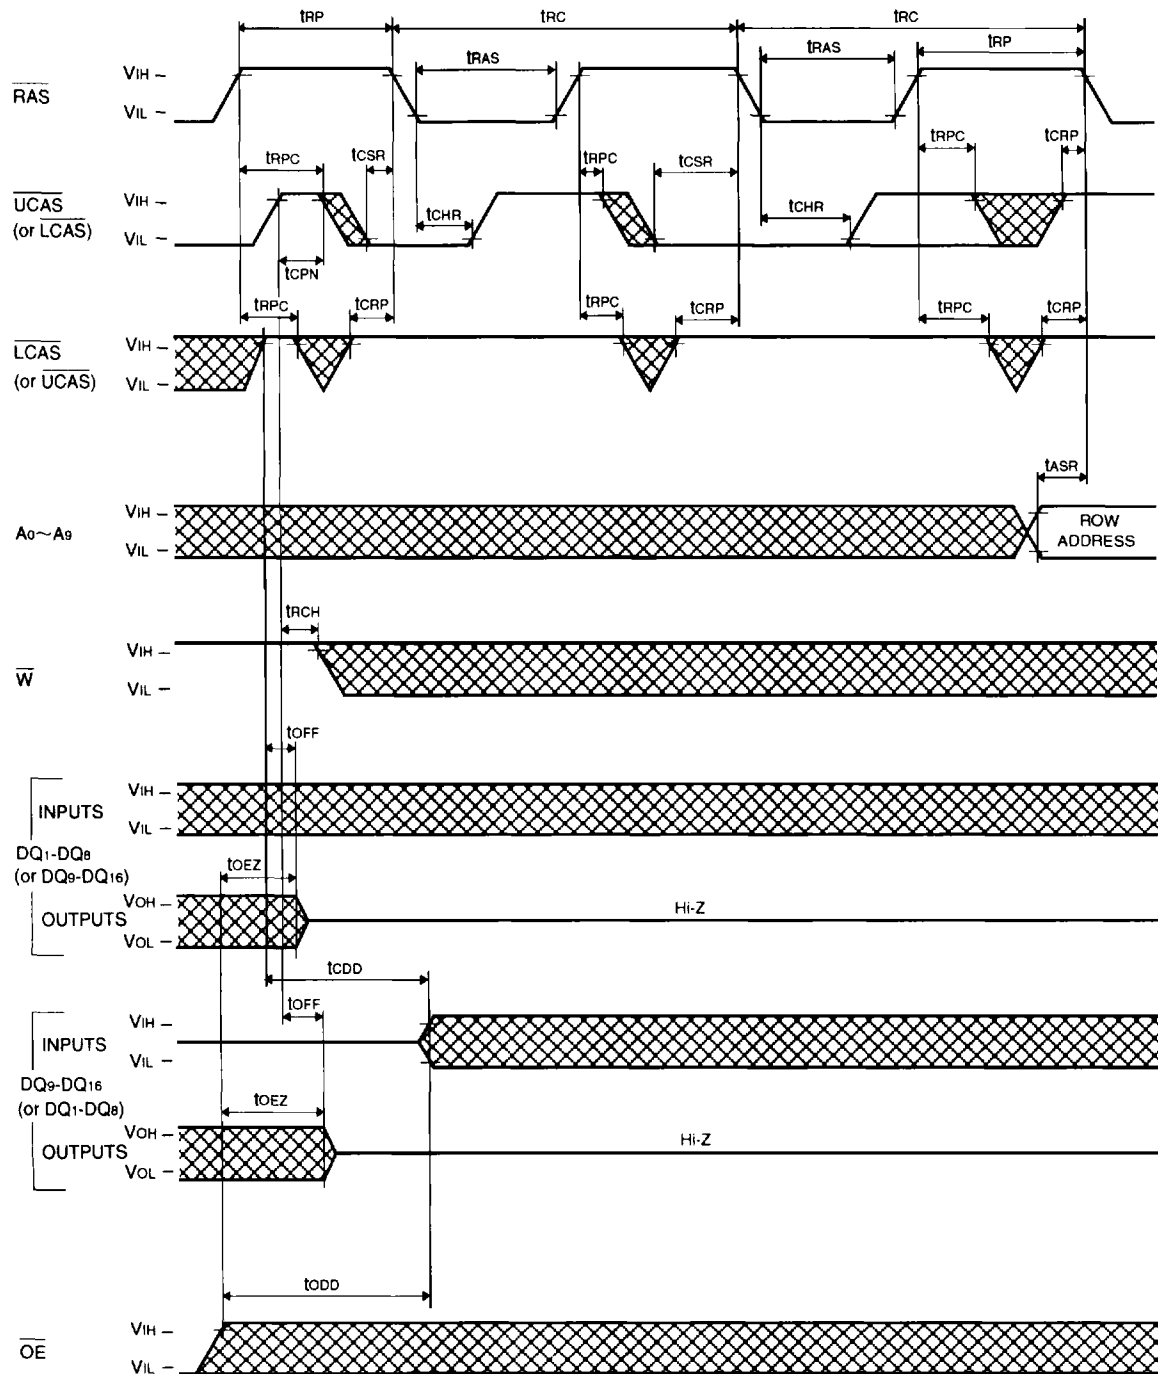 tRP tRC tRC
tRAS tRAS tRP
RAS VIH
VIL
tRPC tCSR tRPC tCSR tRPC tCRP
UCAS
(or LCAS) VIH
VIL
tCHR tCHR
tCPN
tRPC tCRP tRPC tCRP tRPC tCRP
LCAS
(or UCAS) VIH
VIL
tASR
A0~A9 VIH
VIL
ROW
ADDRESS
tRCH
W VIH
VIL
tOFF
INPUTS VIH
VIL
DQ1-DQ8
(or DQ9-DQ16)
tOEZ
OUTPUTS VOH
VOL
Hi-Z
tCDD
tOFF
INPUTS VIH
VIL
DQ9-DQ16
(or DQ1-DQ8)
tOEZ
OUTPUTS VOH
VOL
Hi-Z
tODD
OE VIH
VIL